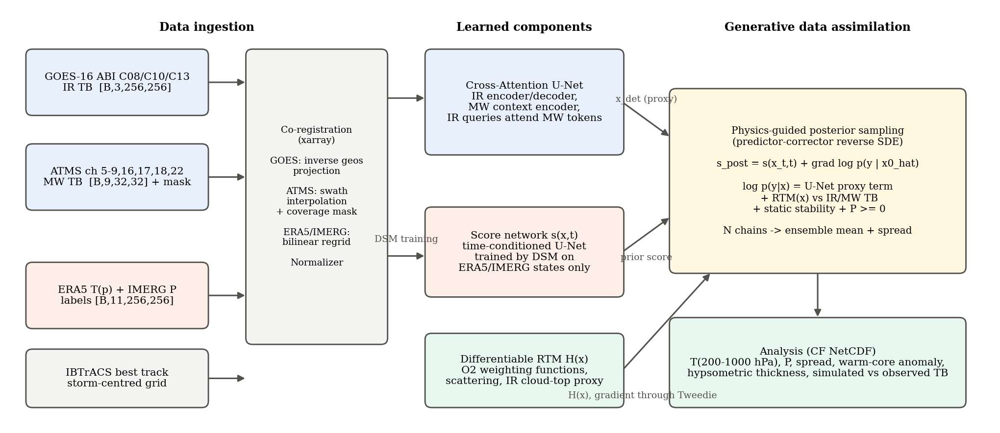 Data ingestion
Learned components
Generative data assimilation
GOES-16 ABI C08/C10/C13
IR TB  [B,3,256,256]
ATMS ch 5-9,16,17,18,22
MW TB  [B,9,32,32] + mask
ERA5 T(p) + IMERG P
labels [B,11,256,256]
IBTrACS best track
storm-centred grid
Co-registration
(xarray)
GOES: inverse geos
projection
ATMS: swath
interpolation
+ coverage mask
ERA5/IMERG:
bilinear regrid
Normalizer
DSM training
Cross-Attention U-Net
IR encoder/decoder,
MW context encoder,
IR queries attend MW tokens
Score network s(x,t)
time-conditioned U-Net
trained by DSM on
ERA5/IMERG states only
Differentiable RTM H(x)
O2 weighting functions,
scattering, IR cloud-top proxy
x_det (proxy)
prior score
H(x), gradient through Tweedie
Physics-guided posterior sampling
(predictor-corrector reverse SDE)
s_post = s(x_t,t) + grad log p(y | x0_hat)
log p(y|x) = U-Net proxy term
+ RTM(x) vs IR/MW TB
+ static stability + P >= 0
N chains -> ensemble mean + spread
Analysis (CF NetCDF)
T(200-1000 hPa), P, spread, warm-core anomaly,
hypsometric thickness, simulated vs observed TB